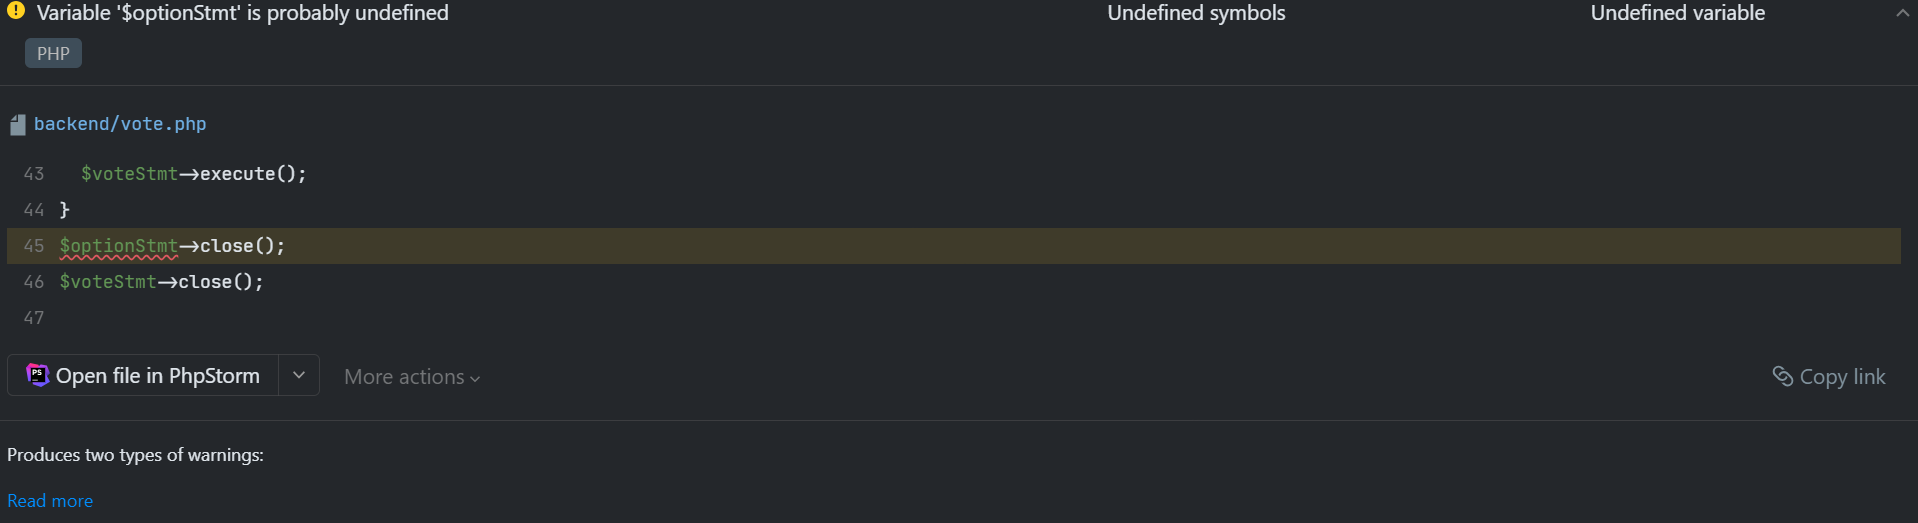 Variable '$optionStmt' is probably undefined Undefined symbols Undefined variable
PHP
backend/vote.php
43 $voteStmt->execute();
44 }
45 $optionStmt->close();
46 $voteStmt->close();
47
PS Open file in PhpStorm More actions Copy link
Produces two types of warnings:
Read more